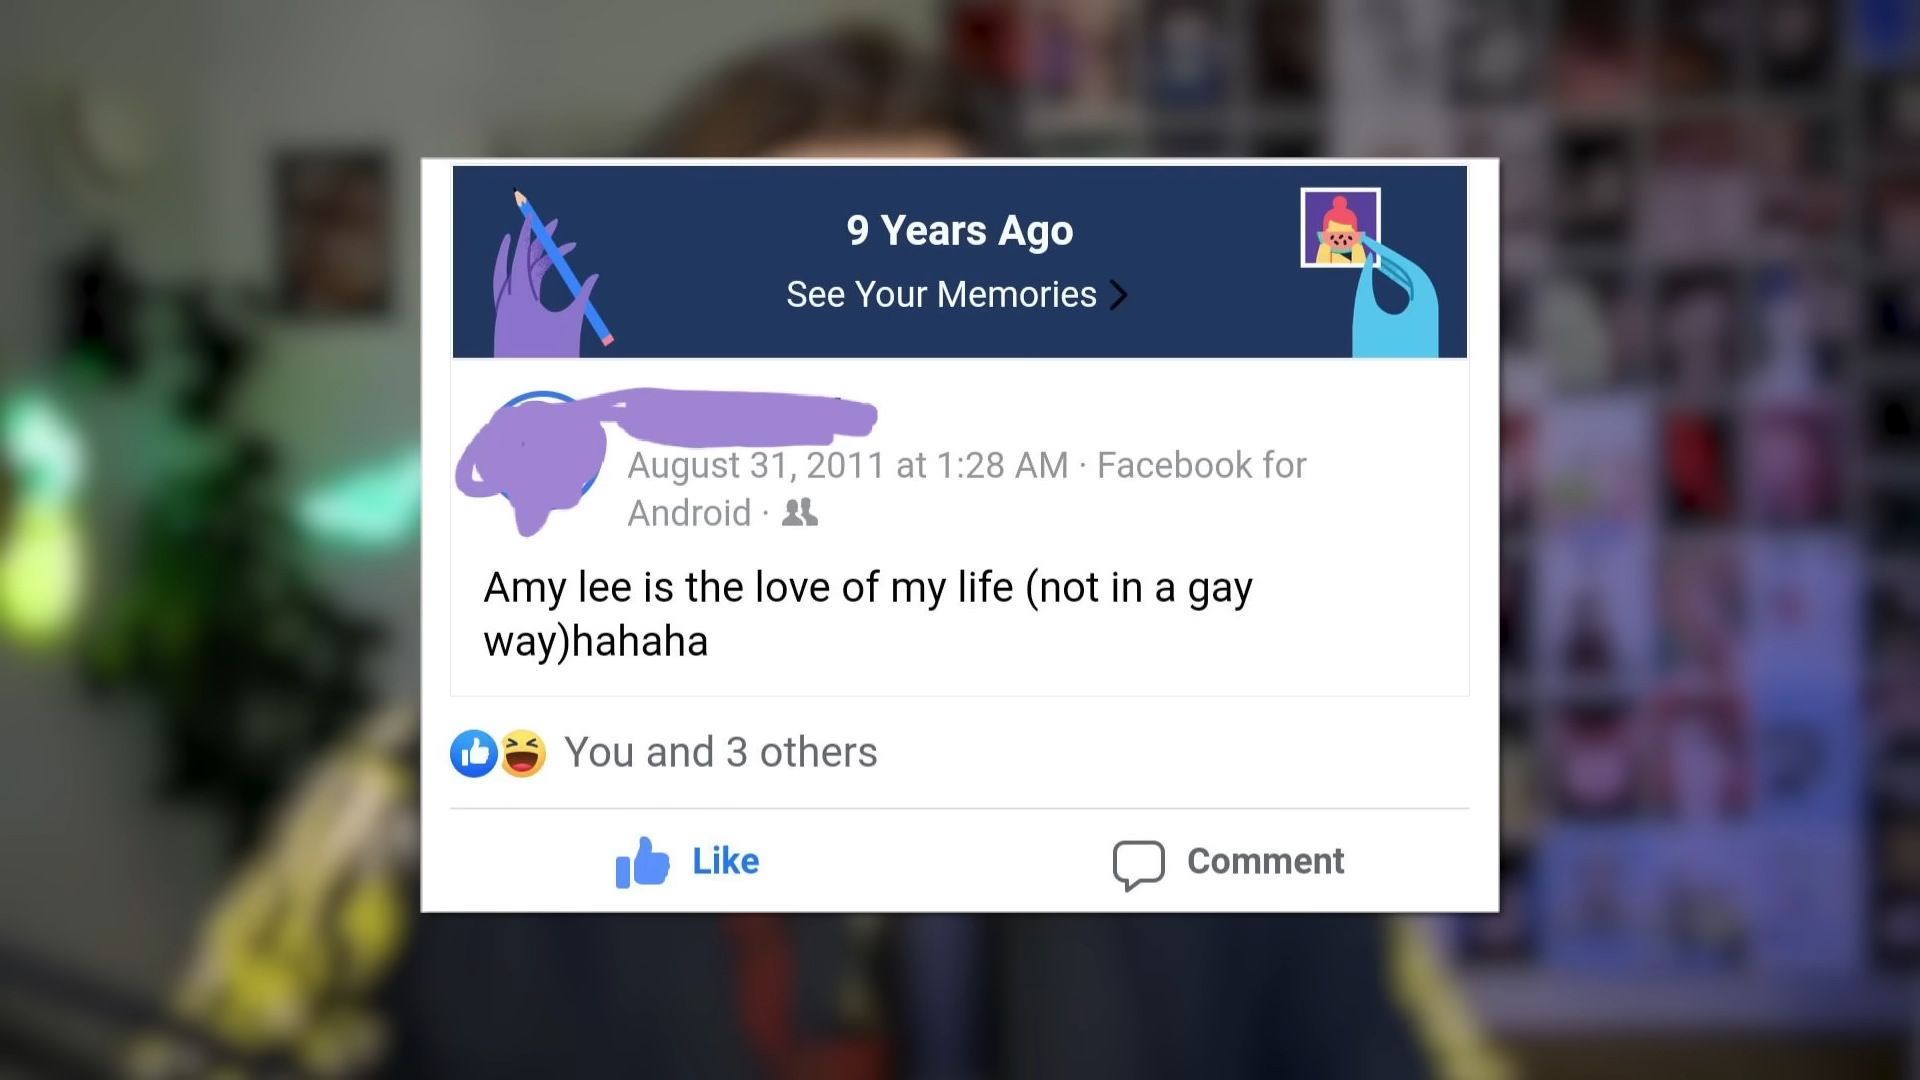 9 Years Ago
See Your Memories
August 31, 2011 at 1:28 AM · Facebook for
Android ·
Amy lee is the love of my life (not in a gay
way)hahaha
You and 3 others
Like
Comment